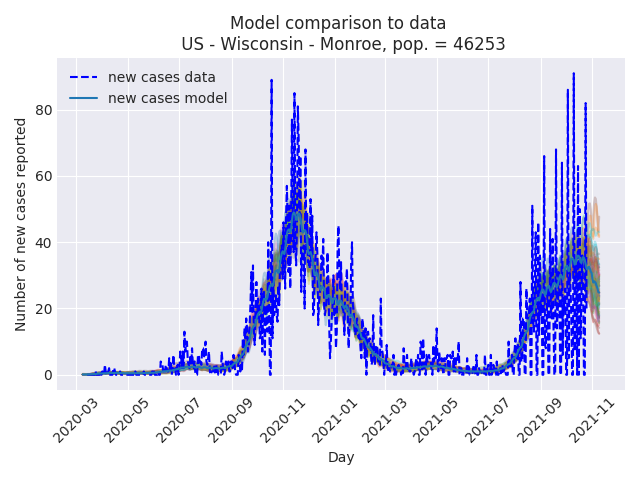 Model comparison to data
US - Wisconsin - Monroe, pop. = 46253
new cases data
new cases model
Number of new cases reported
80
60
40
20
0
2020-03
2020-05
2020-07
2020-09
2020-11
2021-01
2021-03
2021-05
2021-07
2021-09
2021-11
Day